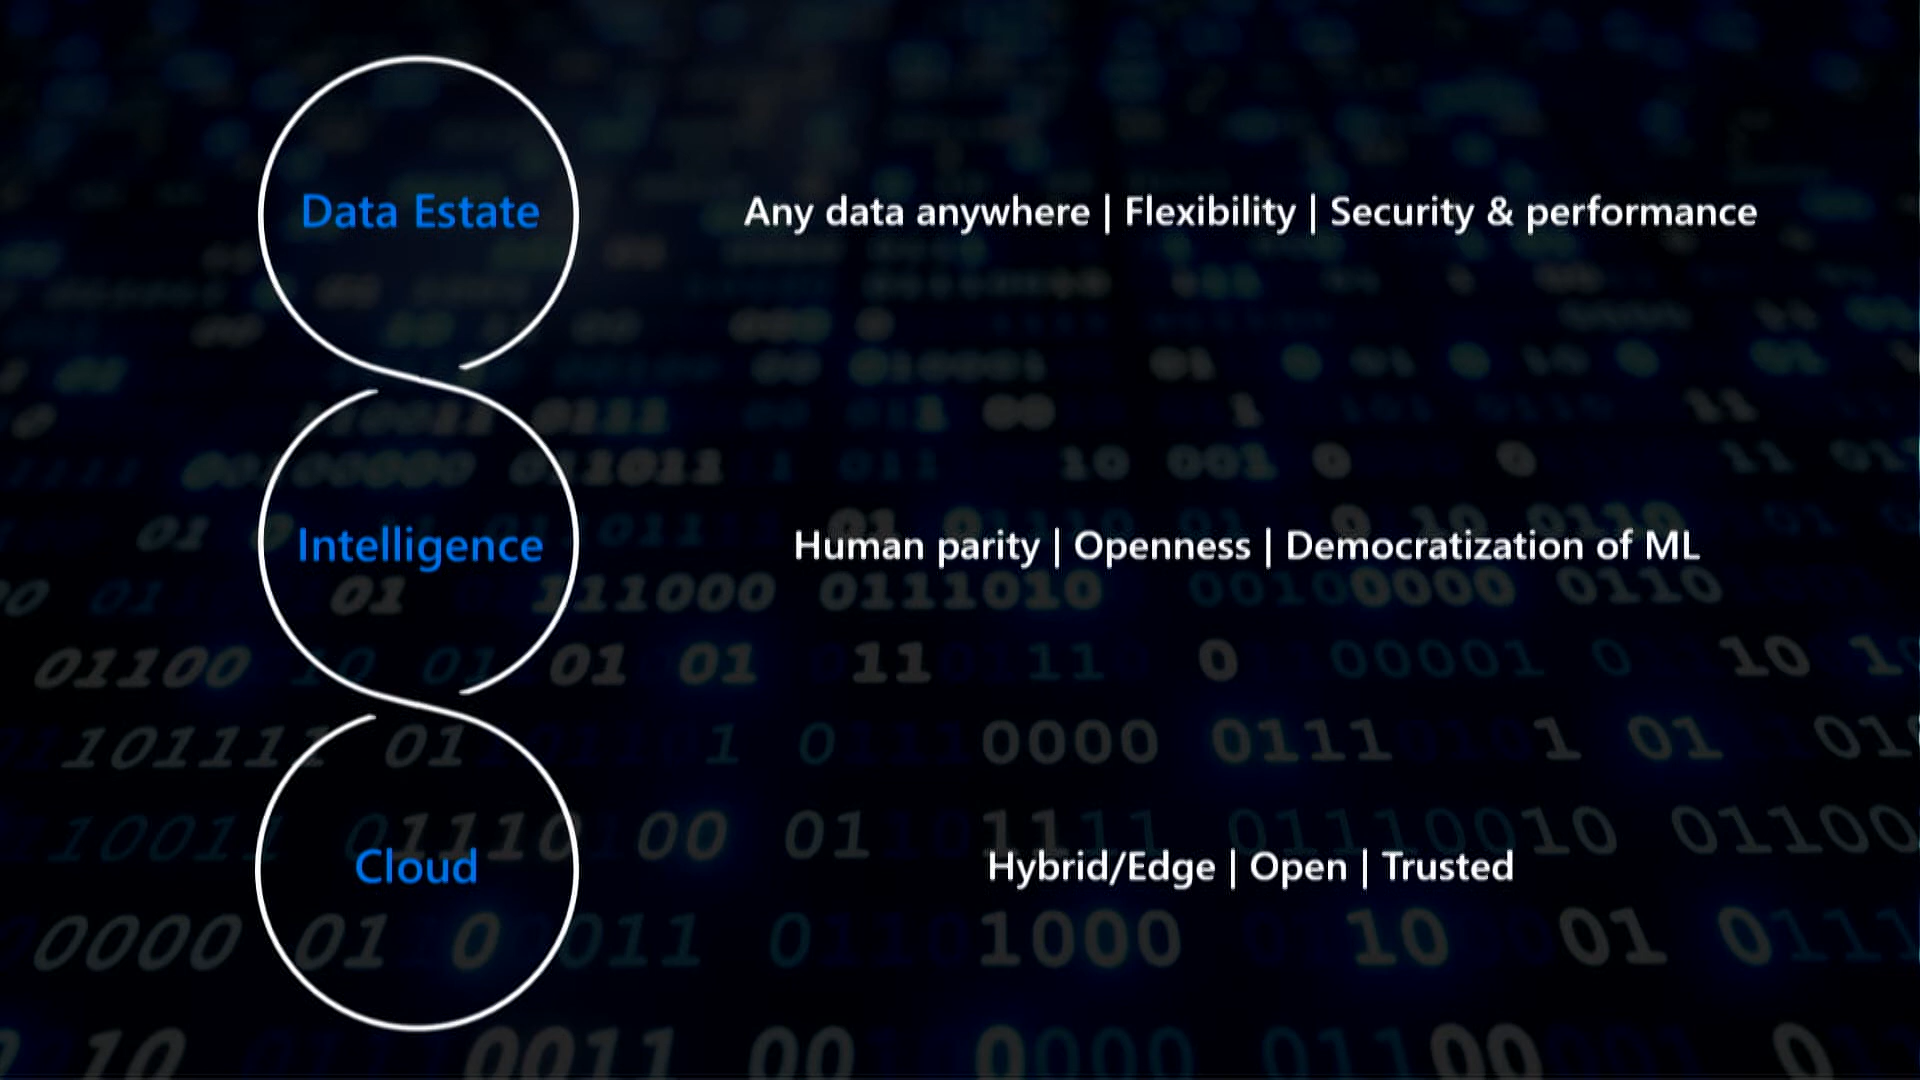 Data Estate
Any data anywhere | Flexibility | Security & performance
Intelligence
Human parity | Openness | Democratization of ML
Cloud
Hybrid/Edge | Open | Trusted